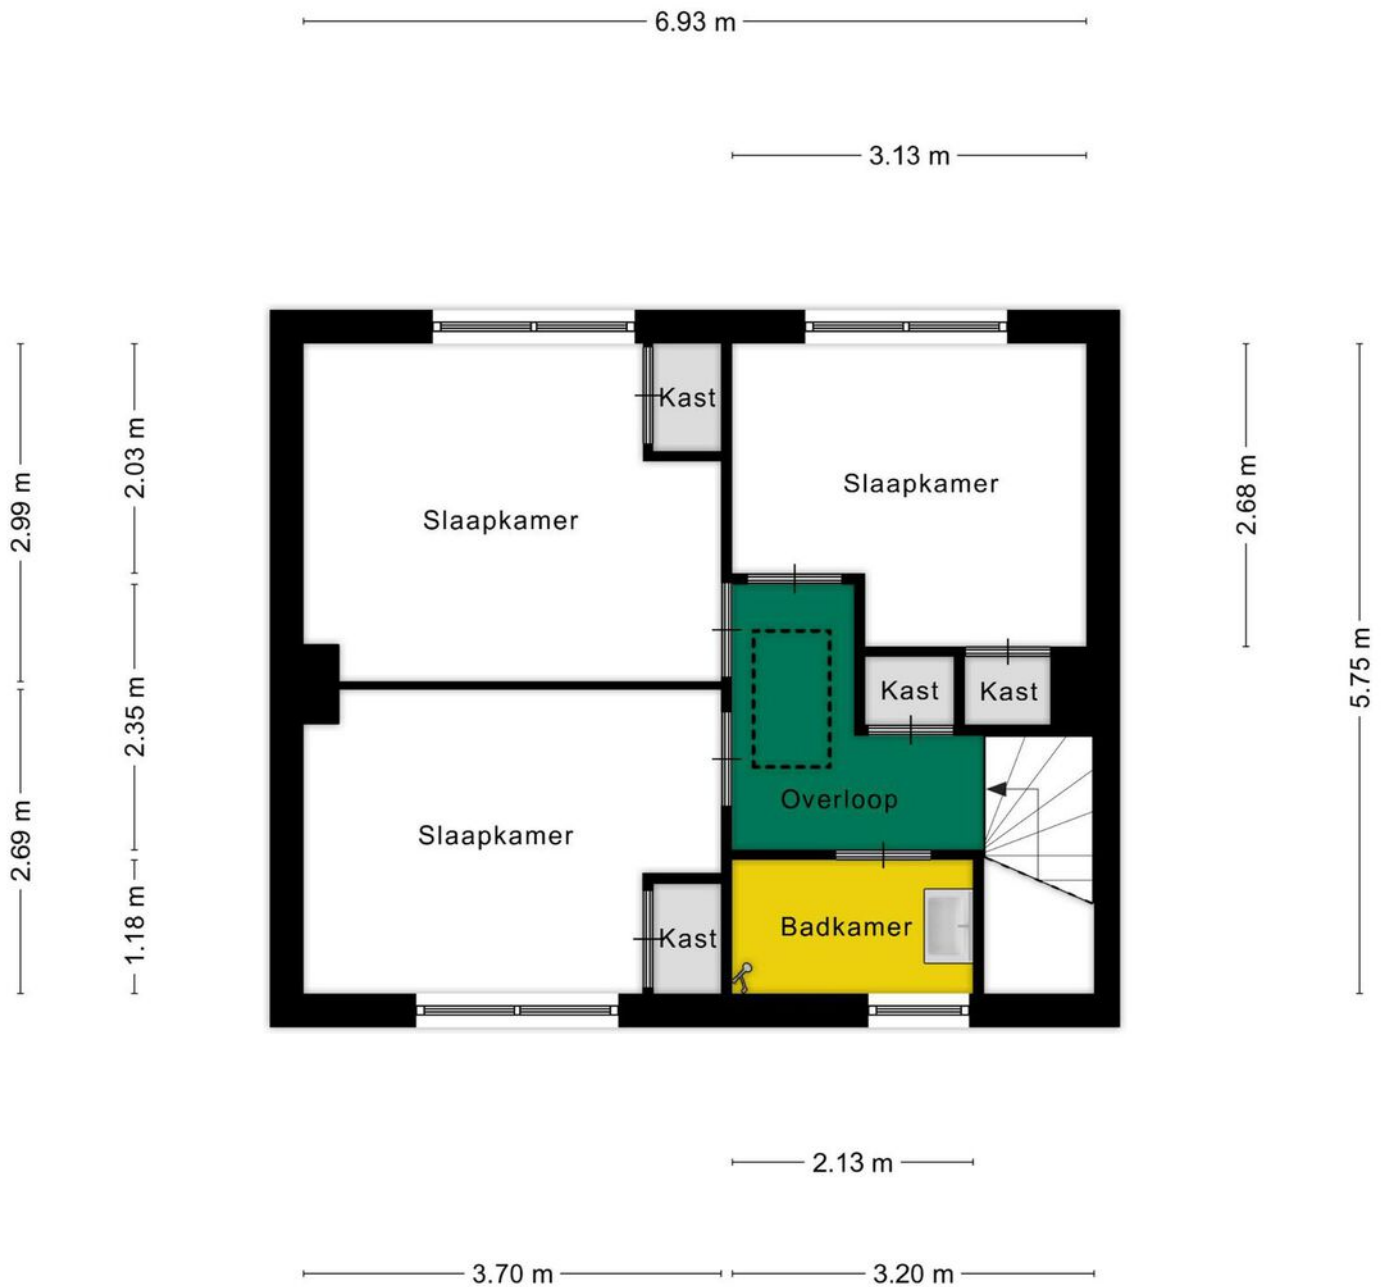 6.93 m
3.13 m
Kast
Slaapkamer
Slaapkamer
2.03 m
2.99 m
2.68 m
Kast
Kast
5.75 m
2.35 m
Overloop
Slaapkamer
2.69 m
1.18 m
Badkamer
Kast
2.13 m
3.70 m
3.20 m